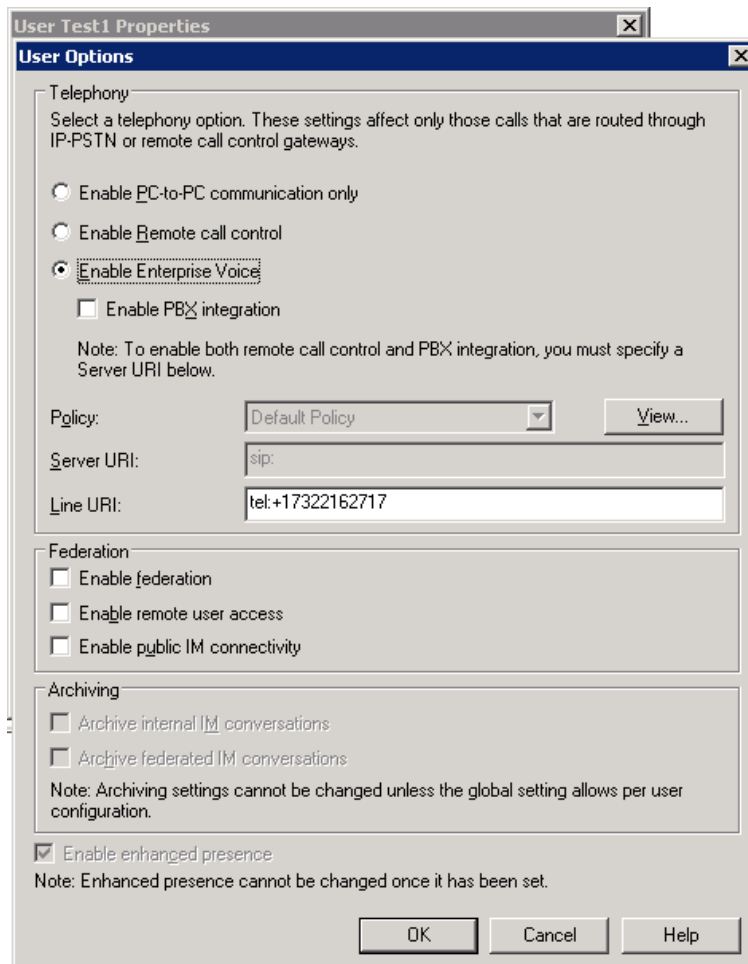 User Test1 Properties
User Options
Telephony
Select a telephony option. These settings affect only those calls that are routed through
IP-PSTN or remote call control gateways.
Enable PC-to-PC communication only
Enable Remote call control
Enable Enterprise Voice
Enable PBX integration
Note: To enable both remote call control and PBX integration, you must specify a
Server URI below.
Policy: Default Policy View...
Server URI: sip:
Line URI: tel:+17322162717
Federation
Enable federation
Enable remote user access
Enable public IM connectivity
Archiving
Archive internal IM conversations
Archive federated IM conversations
Note: Archiving settings cannot be changed unless the global setting allows per user
configuration.
Enable enhanced presence
Note: Enhanced presence cannot be changed once it has been set.
OK Cancel Help